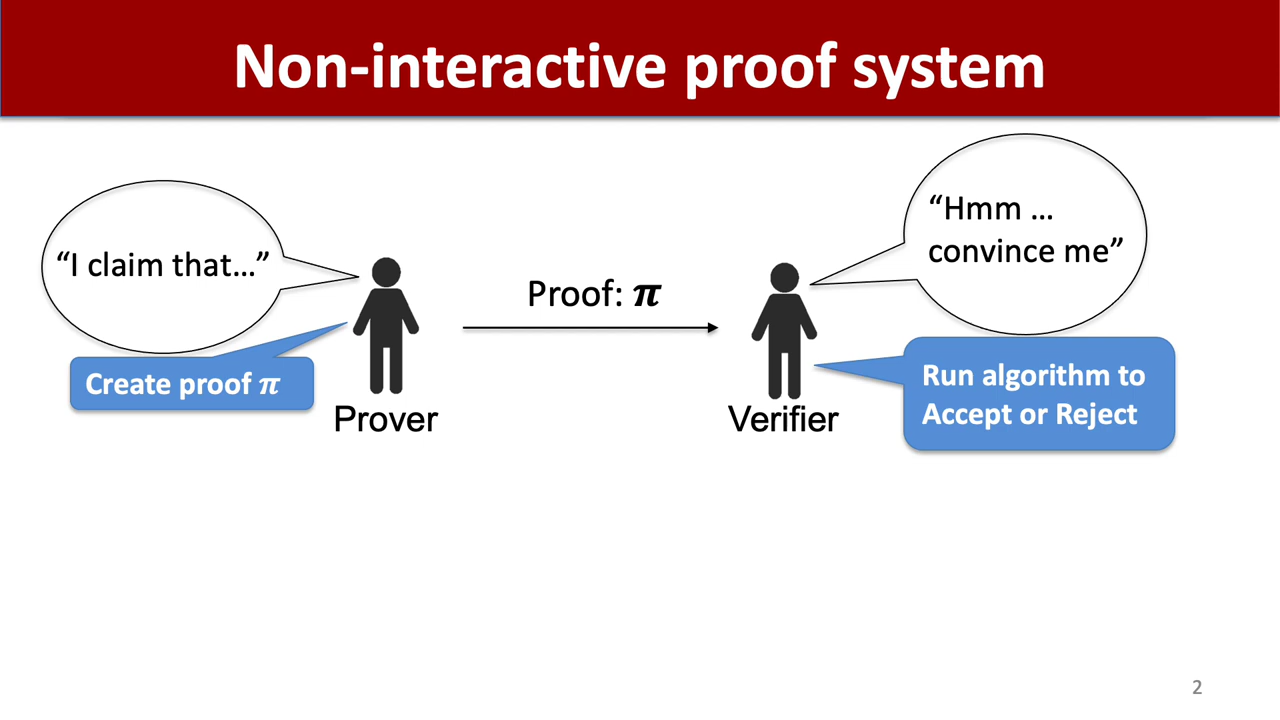 Non-interactive proof system
“I claim that…”
Create proof π
Prover
Proof: π
“Hmm …
convince me”
Verifier
Run algorithm to
Accept or Reject
2